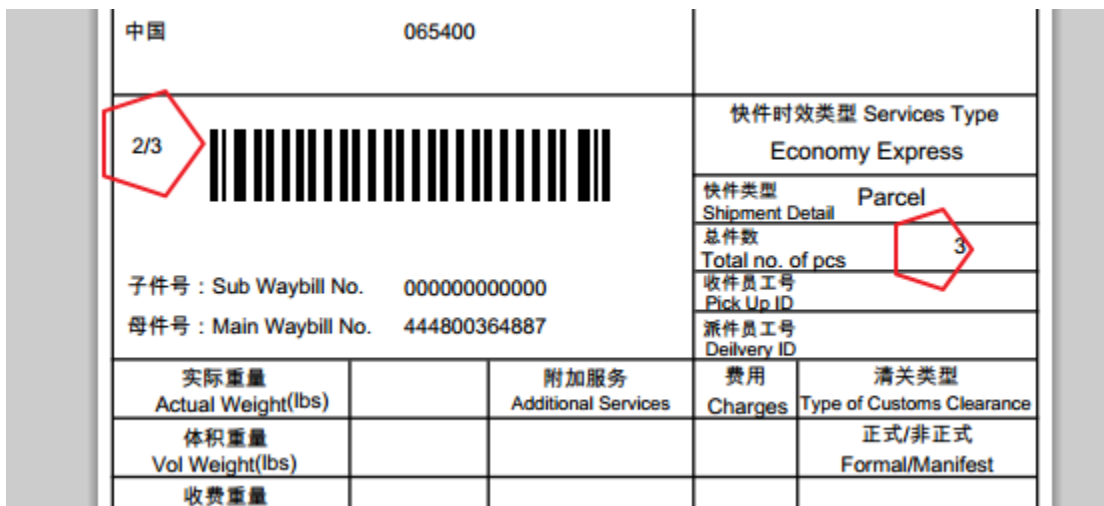 中国 065400
2/3
快件时效类型 Services Type
Economy Express
快件类型
Shipment Detail
Parcel
总件数
Total no. of pcs
3
子件号：Sub Waybill No. 000000000000
收件员工号
Pick Up ID
母件号：Main Waybill No. 444800364887
派件员工号
Deilvery ID
实际重量
Actual Weight(lbs)
附加服务
Additional Services
费用
Charges
清关类型
Type of Customs Clearance
体积重量
Vol Weight(lbs)
正式/非正式
Formal/Manifest
收费重量